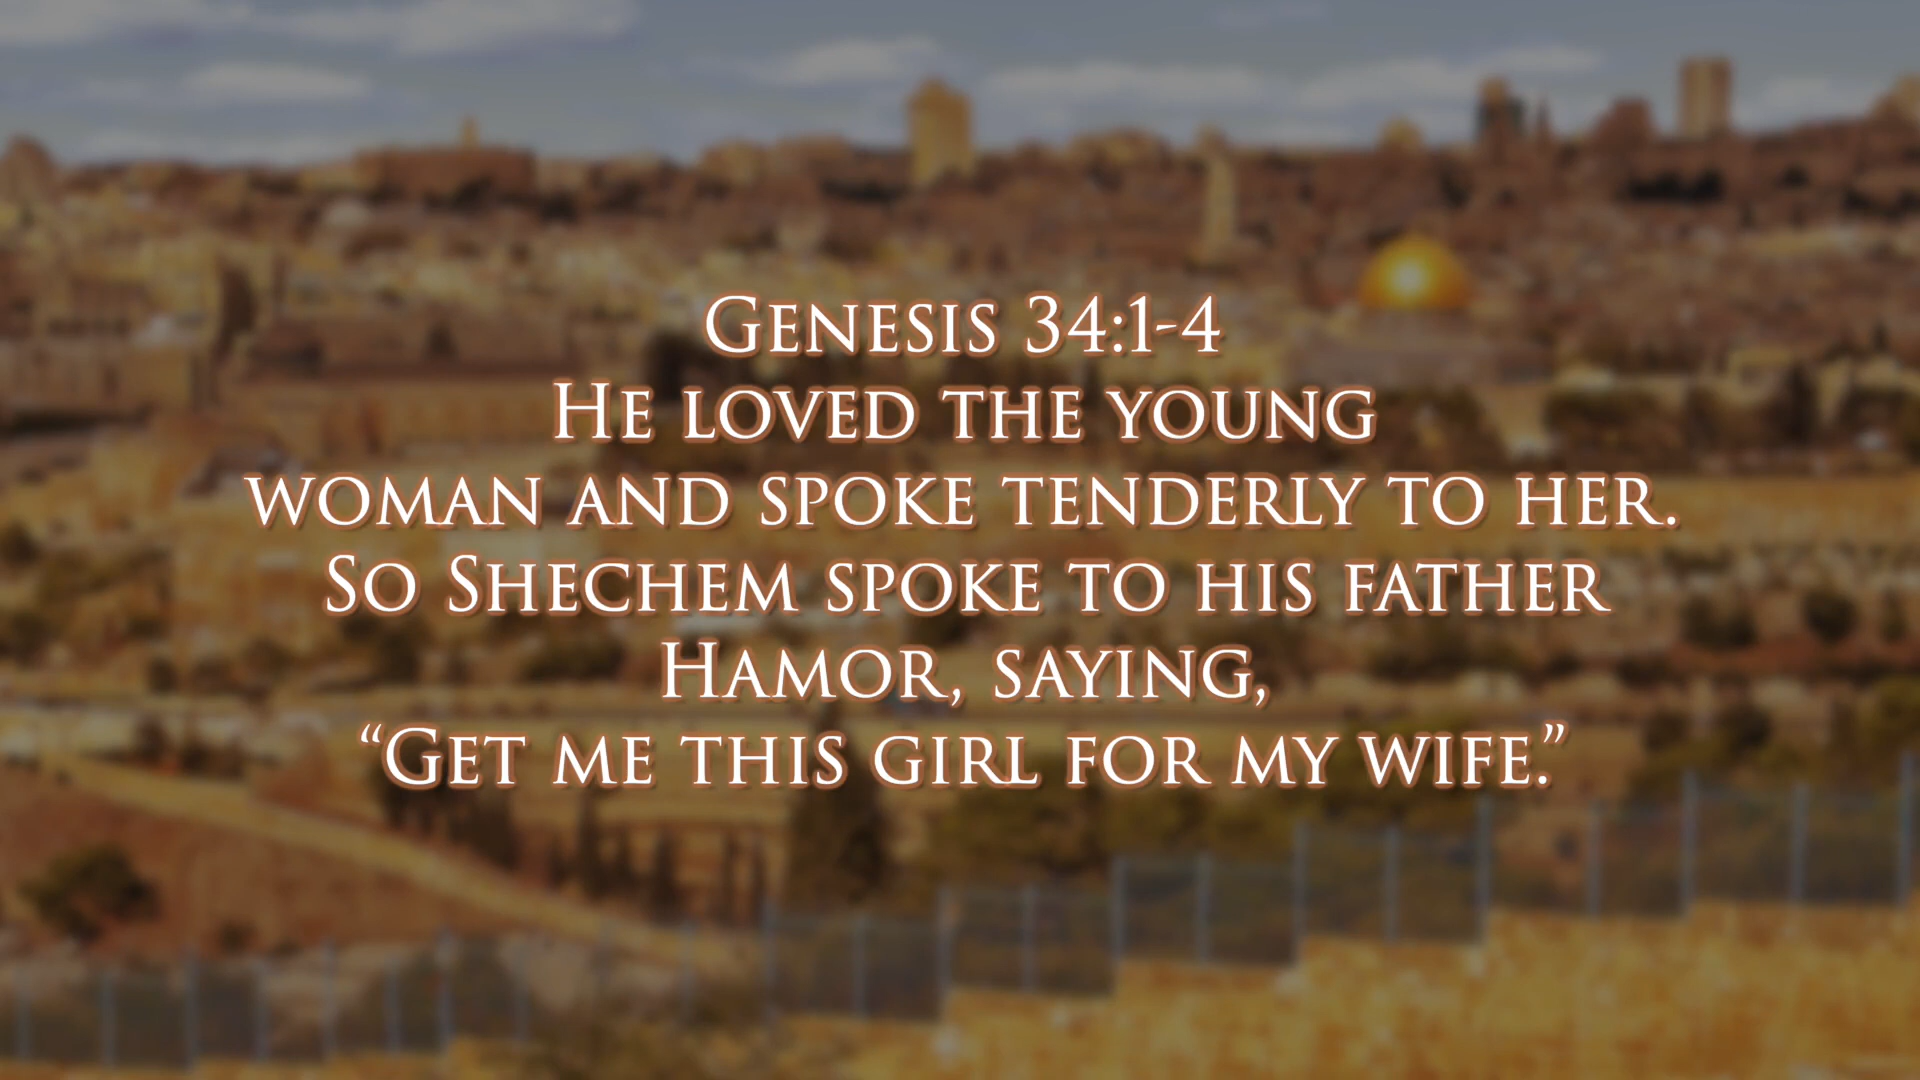 Genesis 34:1-4
He loved the young
woman and spoke tenderly to her.
So Shechem spoke to his father
Hamor, saying,
“Get me this girl for my wife.”